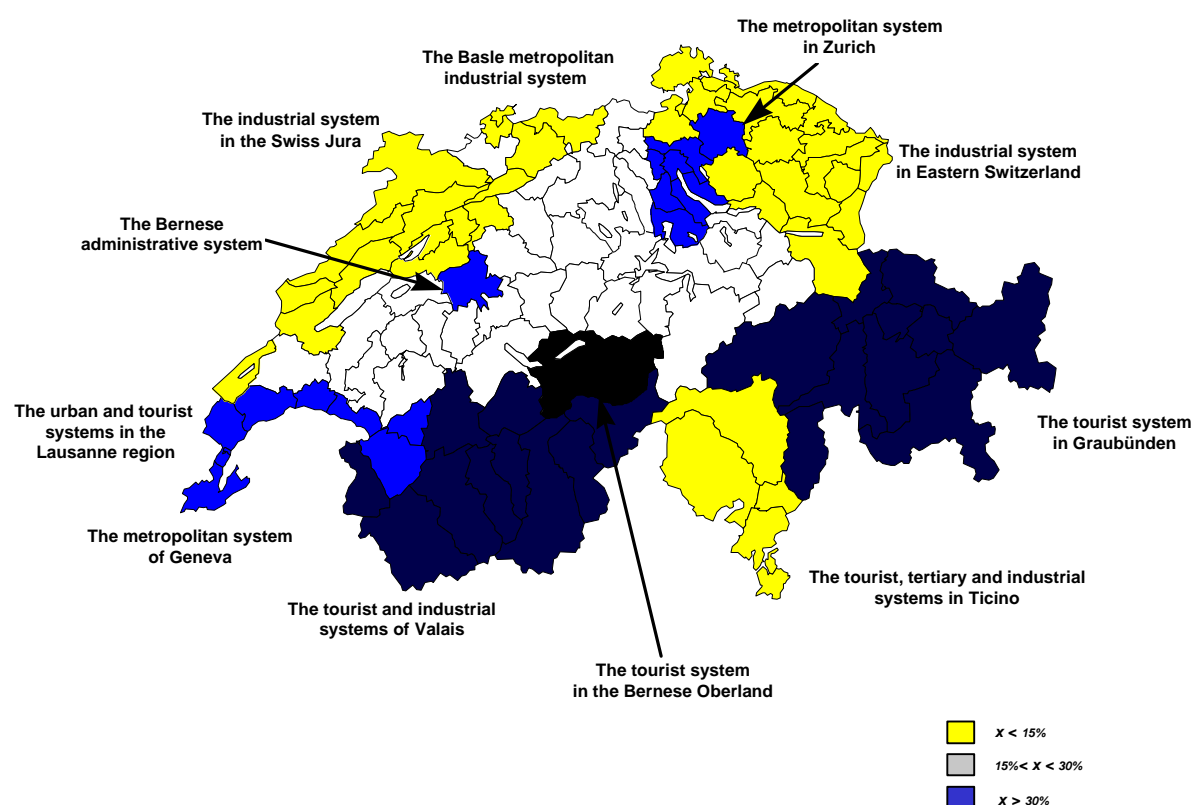 The metropolitan system
in Zurich
The Basle metropolitan
industrial system
The industrial system
in the Swiss Jura
The industrial system
in Eastern Switzerland
The Bernese
administrative system
The urban and tourist
systems in the
Lausanne region
The tourist system
in Graubünden
The metropolitan system
of Geneva
The tourist, tertiary and industrial
systems in Ticino
The tourist and industrial
systems of Valais
The tourist system
in the Bernese Oberland
x < 15%
15%< x < 30%
x > 30%